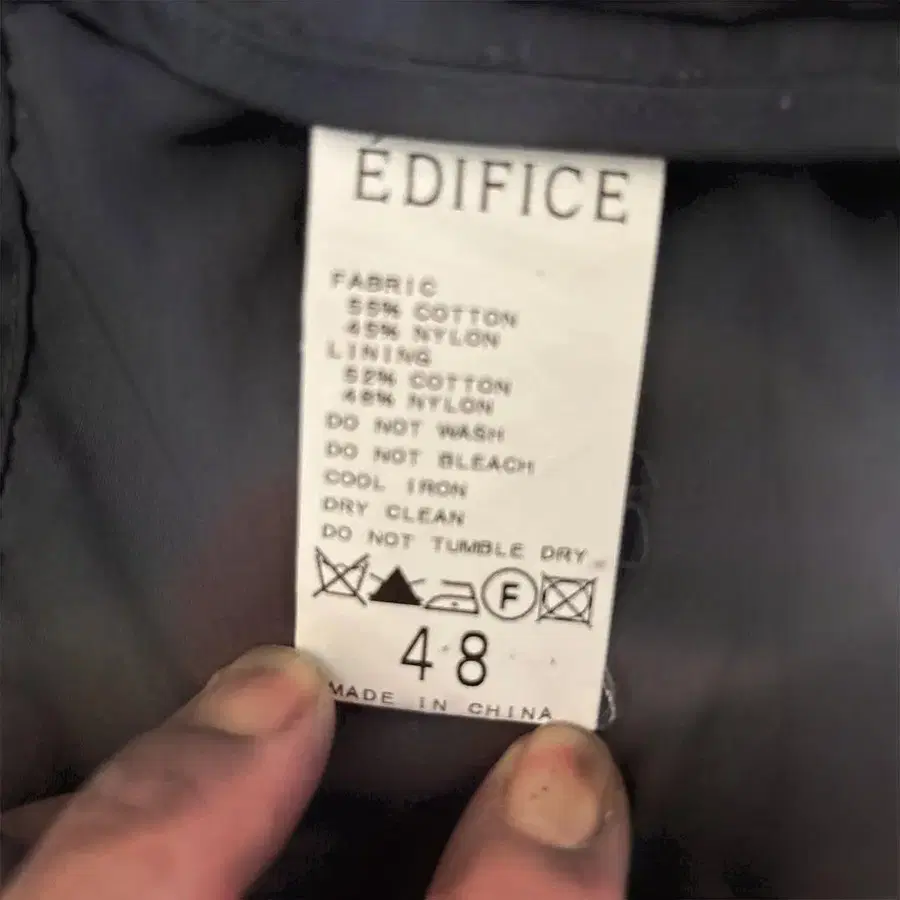 ÉDIFICE
FABRIC
55% COTTON
45% NYLON
LINING
52% COTTON
48% NYLON
DO NOT WASH
DO NOT BLEACH
COOL IRON
DRY CLEAN
DO NOT TUMBLE DRY
F
48
MADE IN CHINA